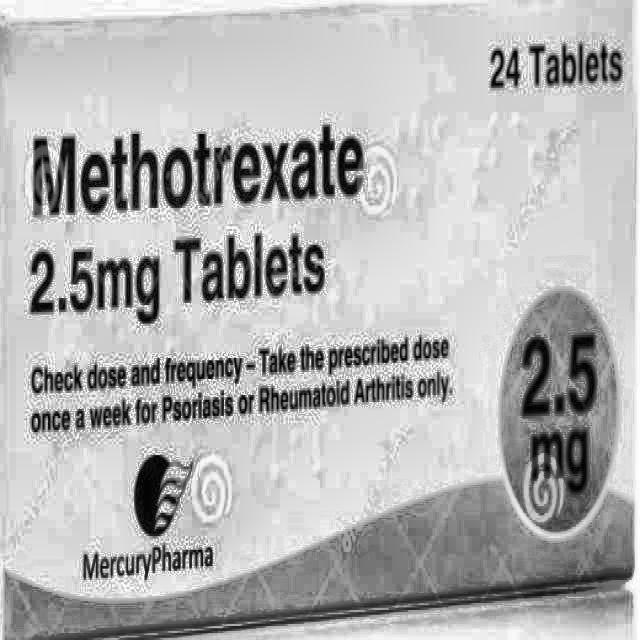 24 Tablets
Methotrexate
2.5mg Tablets
Check dose and frequency – Take the prescribed dose
once a week for Psoriasis or Rheumatoid Arthritis only.
2.5
mg
MercuryPharma